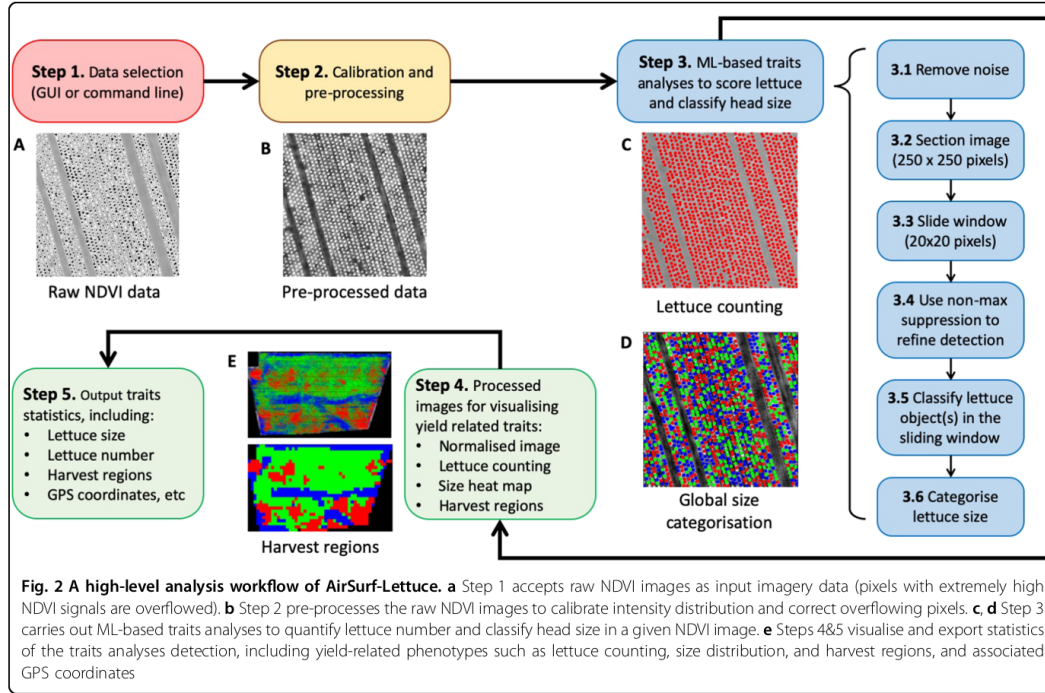 Step 1. Data selection
(GUI or command line)
Step 2. Calibration and
pre-processing
Step 3. ML-based traits
analyses to score lettuce
and classify head size
3.1 Remove noise
3.2 Section image
(250 x 250 pixels)
3.3 Slide window
(20x20 pixels)
3.4 Use non-max
suppression to
refine detection
3.5 Classify lettuce
object(s) in the
sliding window
3.6 Categorise
lettuce size
A
Raw NDVI data
B
Pre-processed data
C
Lettuce counting
D
Global size
categorisation
Step 4. Processed
images for visualising
yield related traits:
• Normalised image
• Lettuce counting
• Size heat map
• Harvest regions
E
Harvest regions
Step 5. Output traits
statistics, including:
• Lettuce size
• Lettuce number
• Harvest regions
• GPS coordinates, etc
Fig. 2 A high-level analysis workflow of AirSurf-Lettuce. a Step 1 accepts raw NDVI images as input imagery data (pixels with extremely high
NDVI signals are overflowed). b Step 2 pre-processes the raw NDVI images to calibrate intensity distribution and correct overflowing pixels. c, d Step 3
carries out ML-based traits analyses to quantify lettuce number and classify head size in a given NDVI image. e Steps 4&5 visualise and export statistics
of the traits analyses detection, including yield-related phenotypes such as lettuce counting, size distribution, and harvest regions, and associated
GPS coordinates